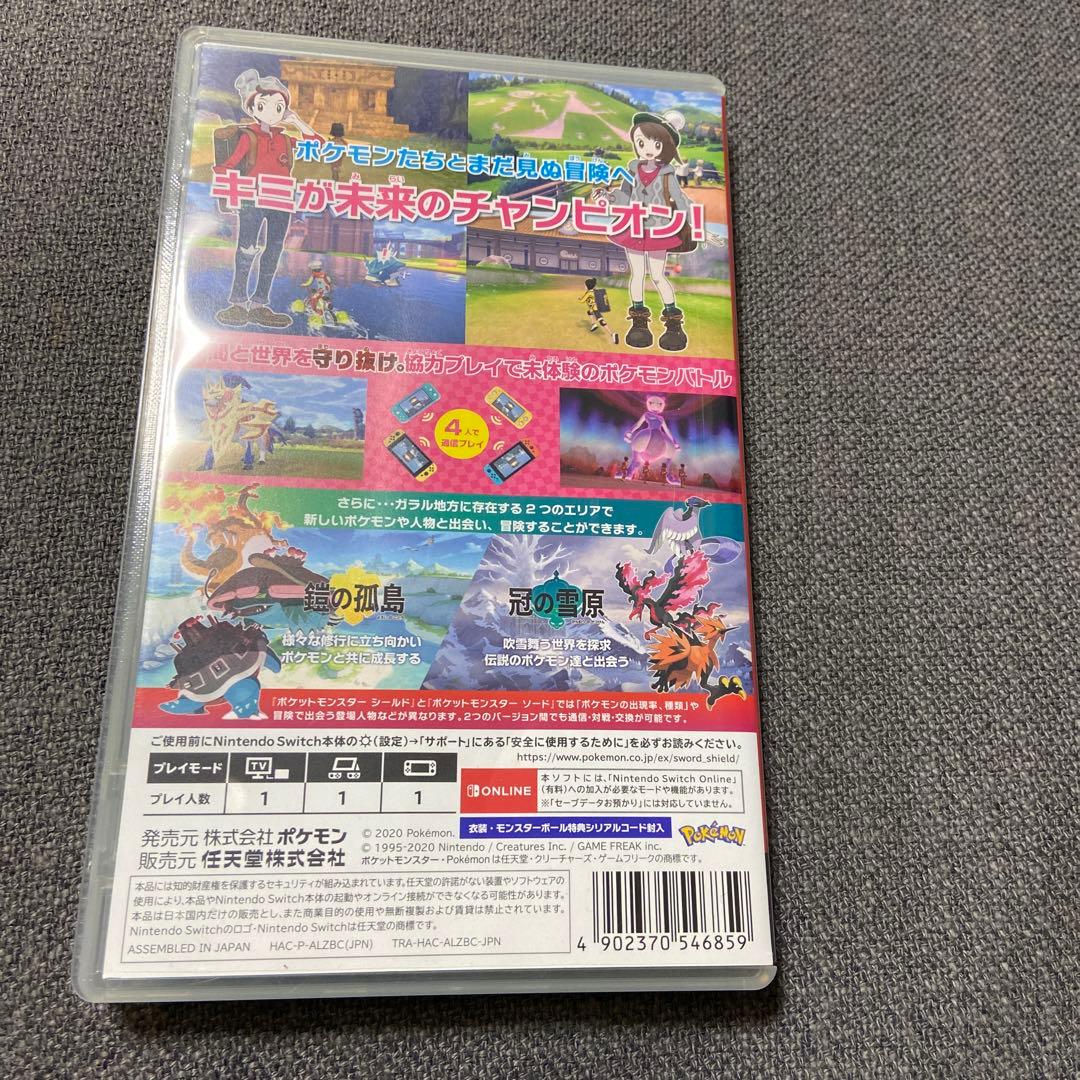 ポケモンたちとまだ見ぬ冒険へ
キミが未来のチャンピオン!
間と世界を守り抜け。協力プレイで未体験のポケモンバトル
4人で
通信プレイ
さらに・・・ガラル地方に存在する2つのエリアで
新しいポケモンや人物と出会い、冒険することができます。
鎧の孤島
様々な修行に立ち向かい
ポケモンと共に成長する
冠の雪原
吹雪舞う世界を探求
伝説のポケモン達と出会う
『ポケットモンスター シールド』と『ポケットモンスター ソード』では「ポケモンの出現率、種類」や
冒険で出会う登場人物などが異なります。2つのバージョン間でも通信・対戦・交換が可能です。
ご使用前にNintendo Switch本体の(設定)→「サポート」にある「安全に使用するために」を必ずお読みください。
https://www.pokemon.co.jp/ex/sword_shield/
プレイモード TV
プレイ人数 1 1 1
ONLINE
本ソフトには、「Nintendo Switch Online」
(有料)への加入が必要なモードや機能があります。
※「セーブデータお預かり」には対応していません。
発売元 株式会社ポケモン
販売元 任天堂株式会社
© 2020 Pokémon.
© 1995-2020 Nintendo / Creatures Inc. / GAME FREAK inc.
ポケットモンスター・Pokémonは任天堂・クリーチャーズ・ゲームフリークの商標です。
衣装・モンスターボール特典シリアルコード封入
POKéMON
本品には知的財産権を保護するセキュリティが組み込まれています。任天堂の許諾がない装置やソフトウェアの
使用により、本品や本体の起動やオンライン接続ができなくなる可能性があります。
本品は日本国内だけの販売とし、また商業目的の使用や無断複製および賃貸は禁止されています。
Nintendo Switchのロゴ・Nintendo Switchは任天堂の商標です。
ASSEMBLED IN JAPAN HAC-P-ALZBC(JPN) TRA-HAC-ALZBC-JPN
4 902370 546859